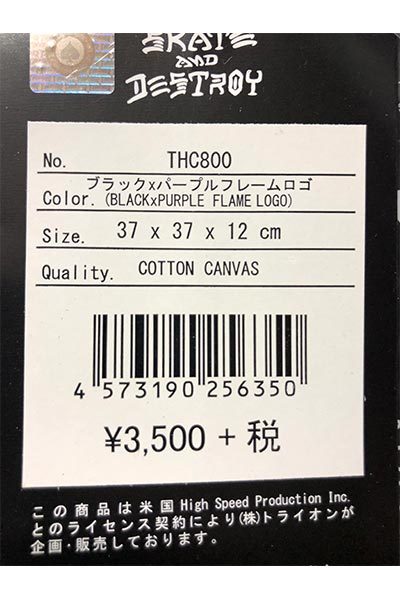 SKATE
AND
DESTROY
No. THC800
ブラックxパープルフレームロゴ
Color. (BLACKxPURPLE FLAME LOGO)
Size. 37 x 37 x 12 cm
Quality. COTTON CANVAS
4 573190 256350
¥3,500 + 税
この商品は米国High Speed Production Inc.
とのライセンス契約により(株)トライオンが
企画・販売しております。